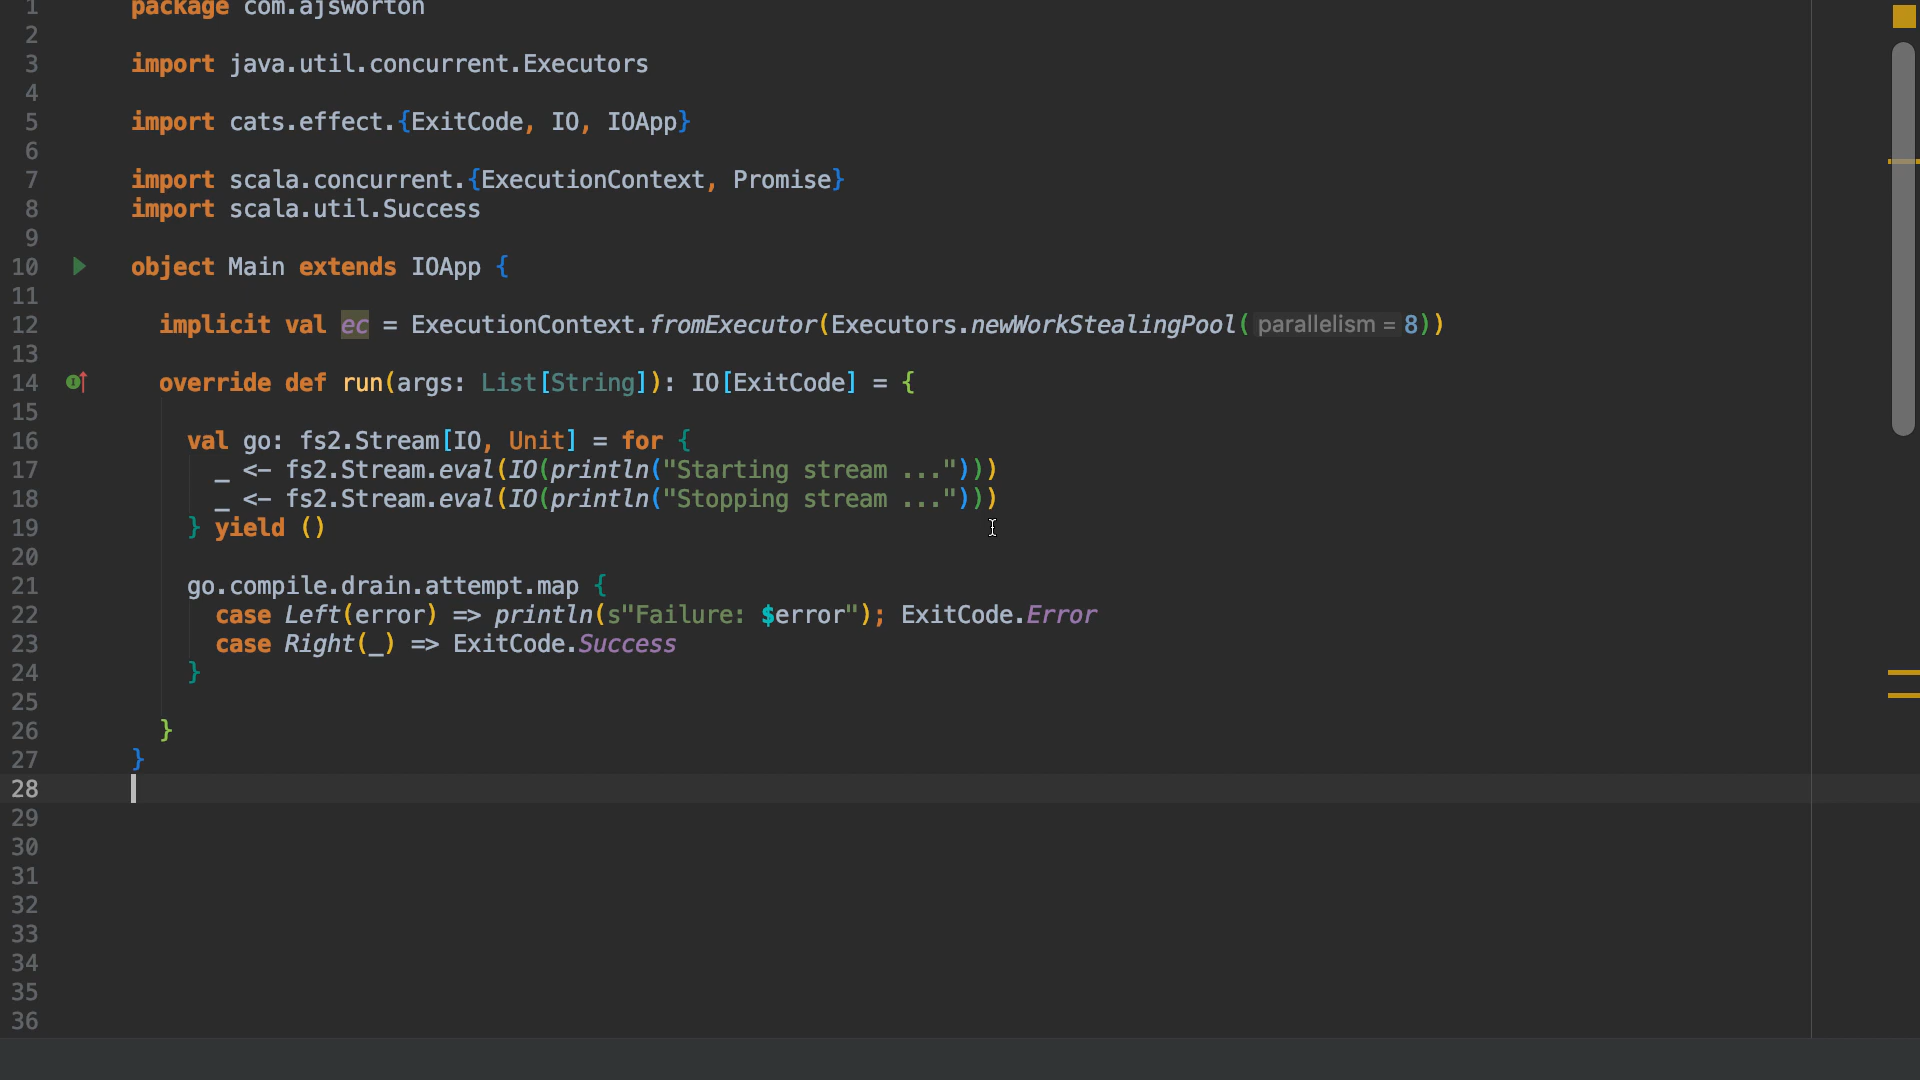 1 package com.ajsworton
2
3 import java.util.concurrent.Executors
4
5 import cats.effect.{ExitCode, IO, IOApp}
6
7 import scala.concurrent.{ExecutionContext, Promise}
8 import scala.util.Success
9
10 object Main extends IOApp {
11
12 implicit val ec = ExecutionContext.fromExecutor(Executors.newWorkStealingPool( parallelism = 8))
13
14 override def run(args: List[String]): IO[ExitCode] = {
15
16 val go: fs2.Stream[IO, Unit] = for {
17 _ <- fs2.Stream.eval(IO(println("Starting stream ...")))
18 _ <- fs2.Stream.eval(IO(println("Stopping stream ...")))
19 } yield ()
20
21 go.compile.drain.attempt.map {
22 case Left(error) => println(s"Failure: $error"); ExitCode.Error
23 case Right(_) => ExitCode.Success
24 }
25
26 }
27 }
28
29
30
31
32
33
34
35
36